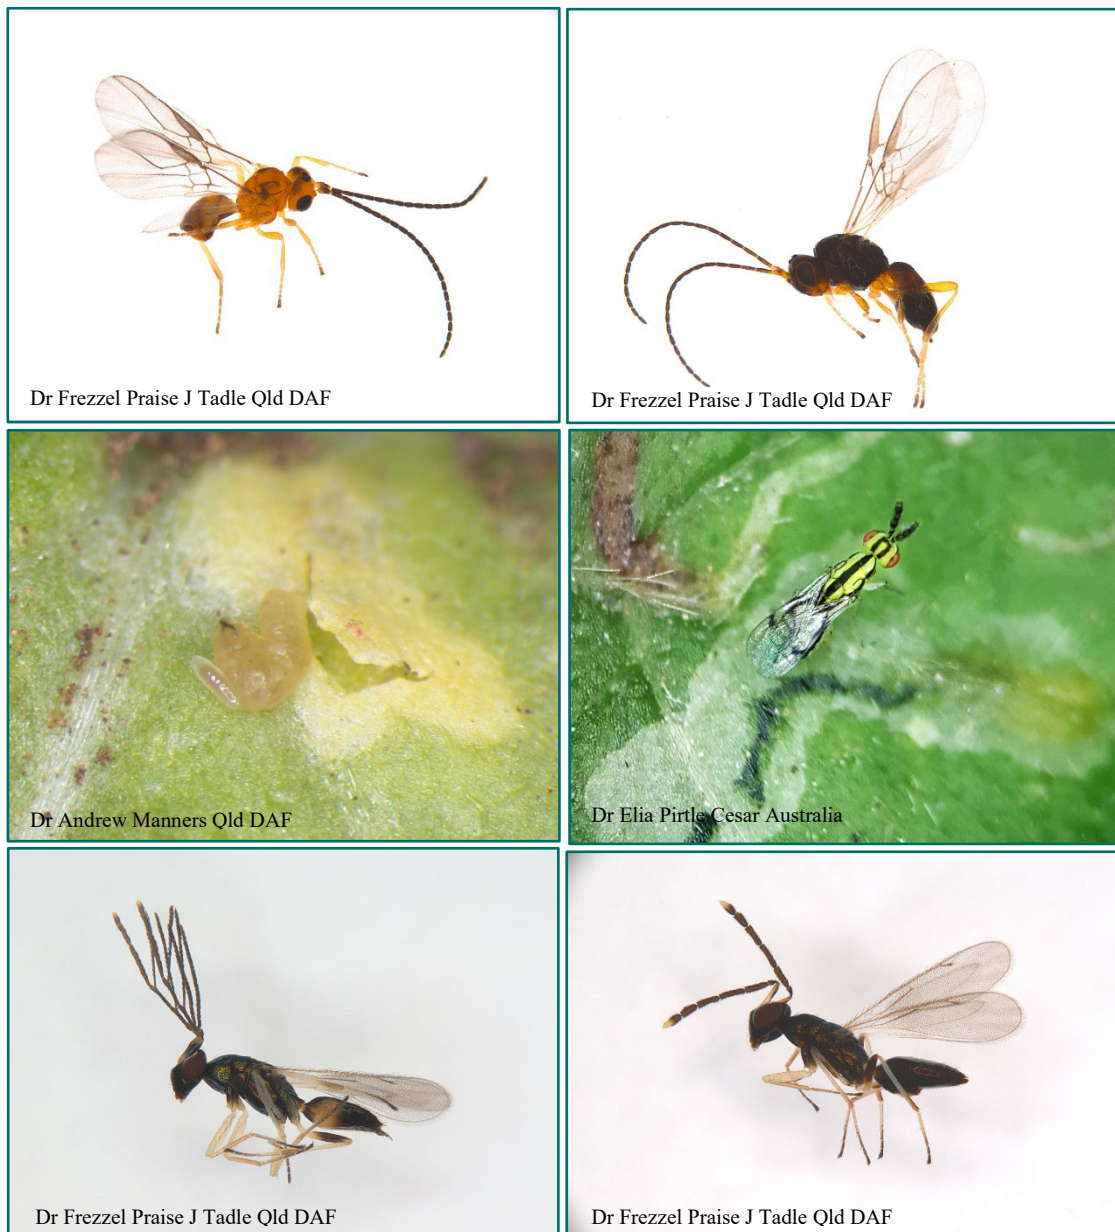 Dr Frezzel Praise J Tadle Qld DAF
Dr Frezzel Praise J Tadle Qld DAF
Dr Andrew Manners Qld DAF
Dr Elia Pirtle Cesar Australia
Dr Frezzel Praise J Tadle Qld DAF
Dr Frezzel Praise J Tadle Qld DAF